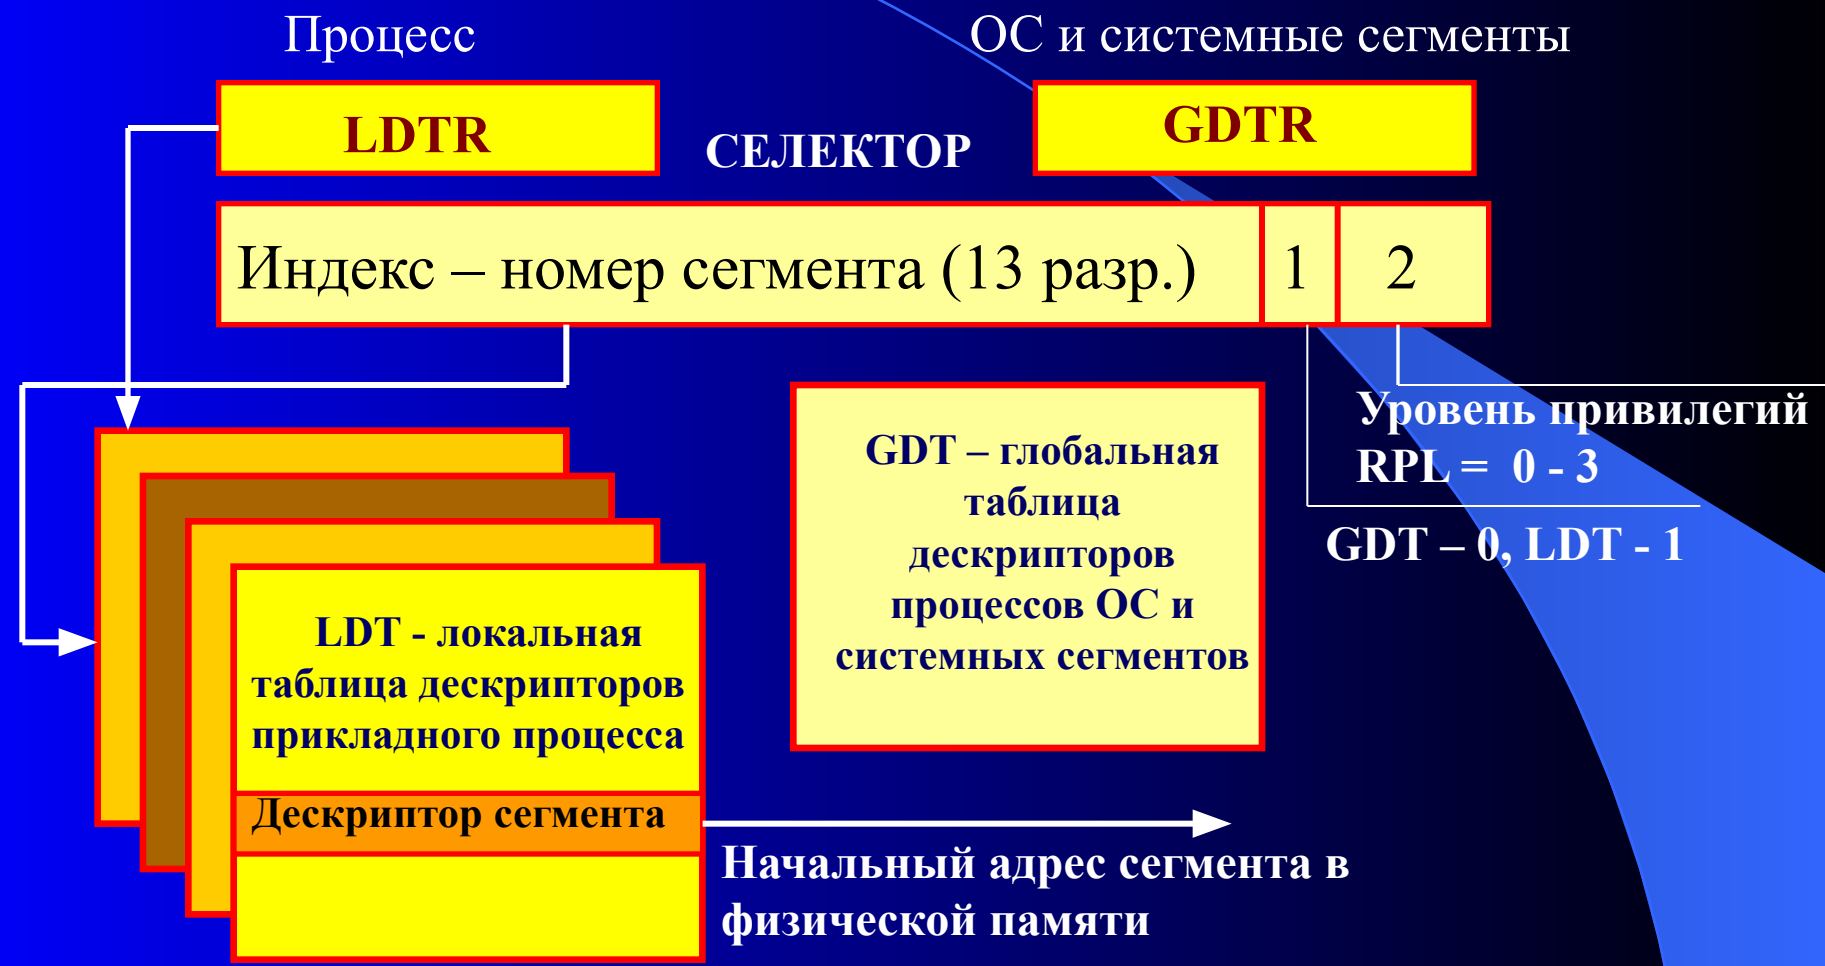 Процесс
ОС и системные сегменты
LDTR
СЕЛЕКТОР
GDTR
Индекс – номер сегмента (13 разр.)
1
2
Уровень привилегий
RPL = 0 - 3
GDT – 0, LDT - 1
GDT – глобальная
таблица
дескрипторов
процессов ОС и
системных сегментов
LDT - локальная
таблица дескрипторов
прикладного процесса
Дескриптор сегмента
Начальный адрес сегмента в
физической памяти